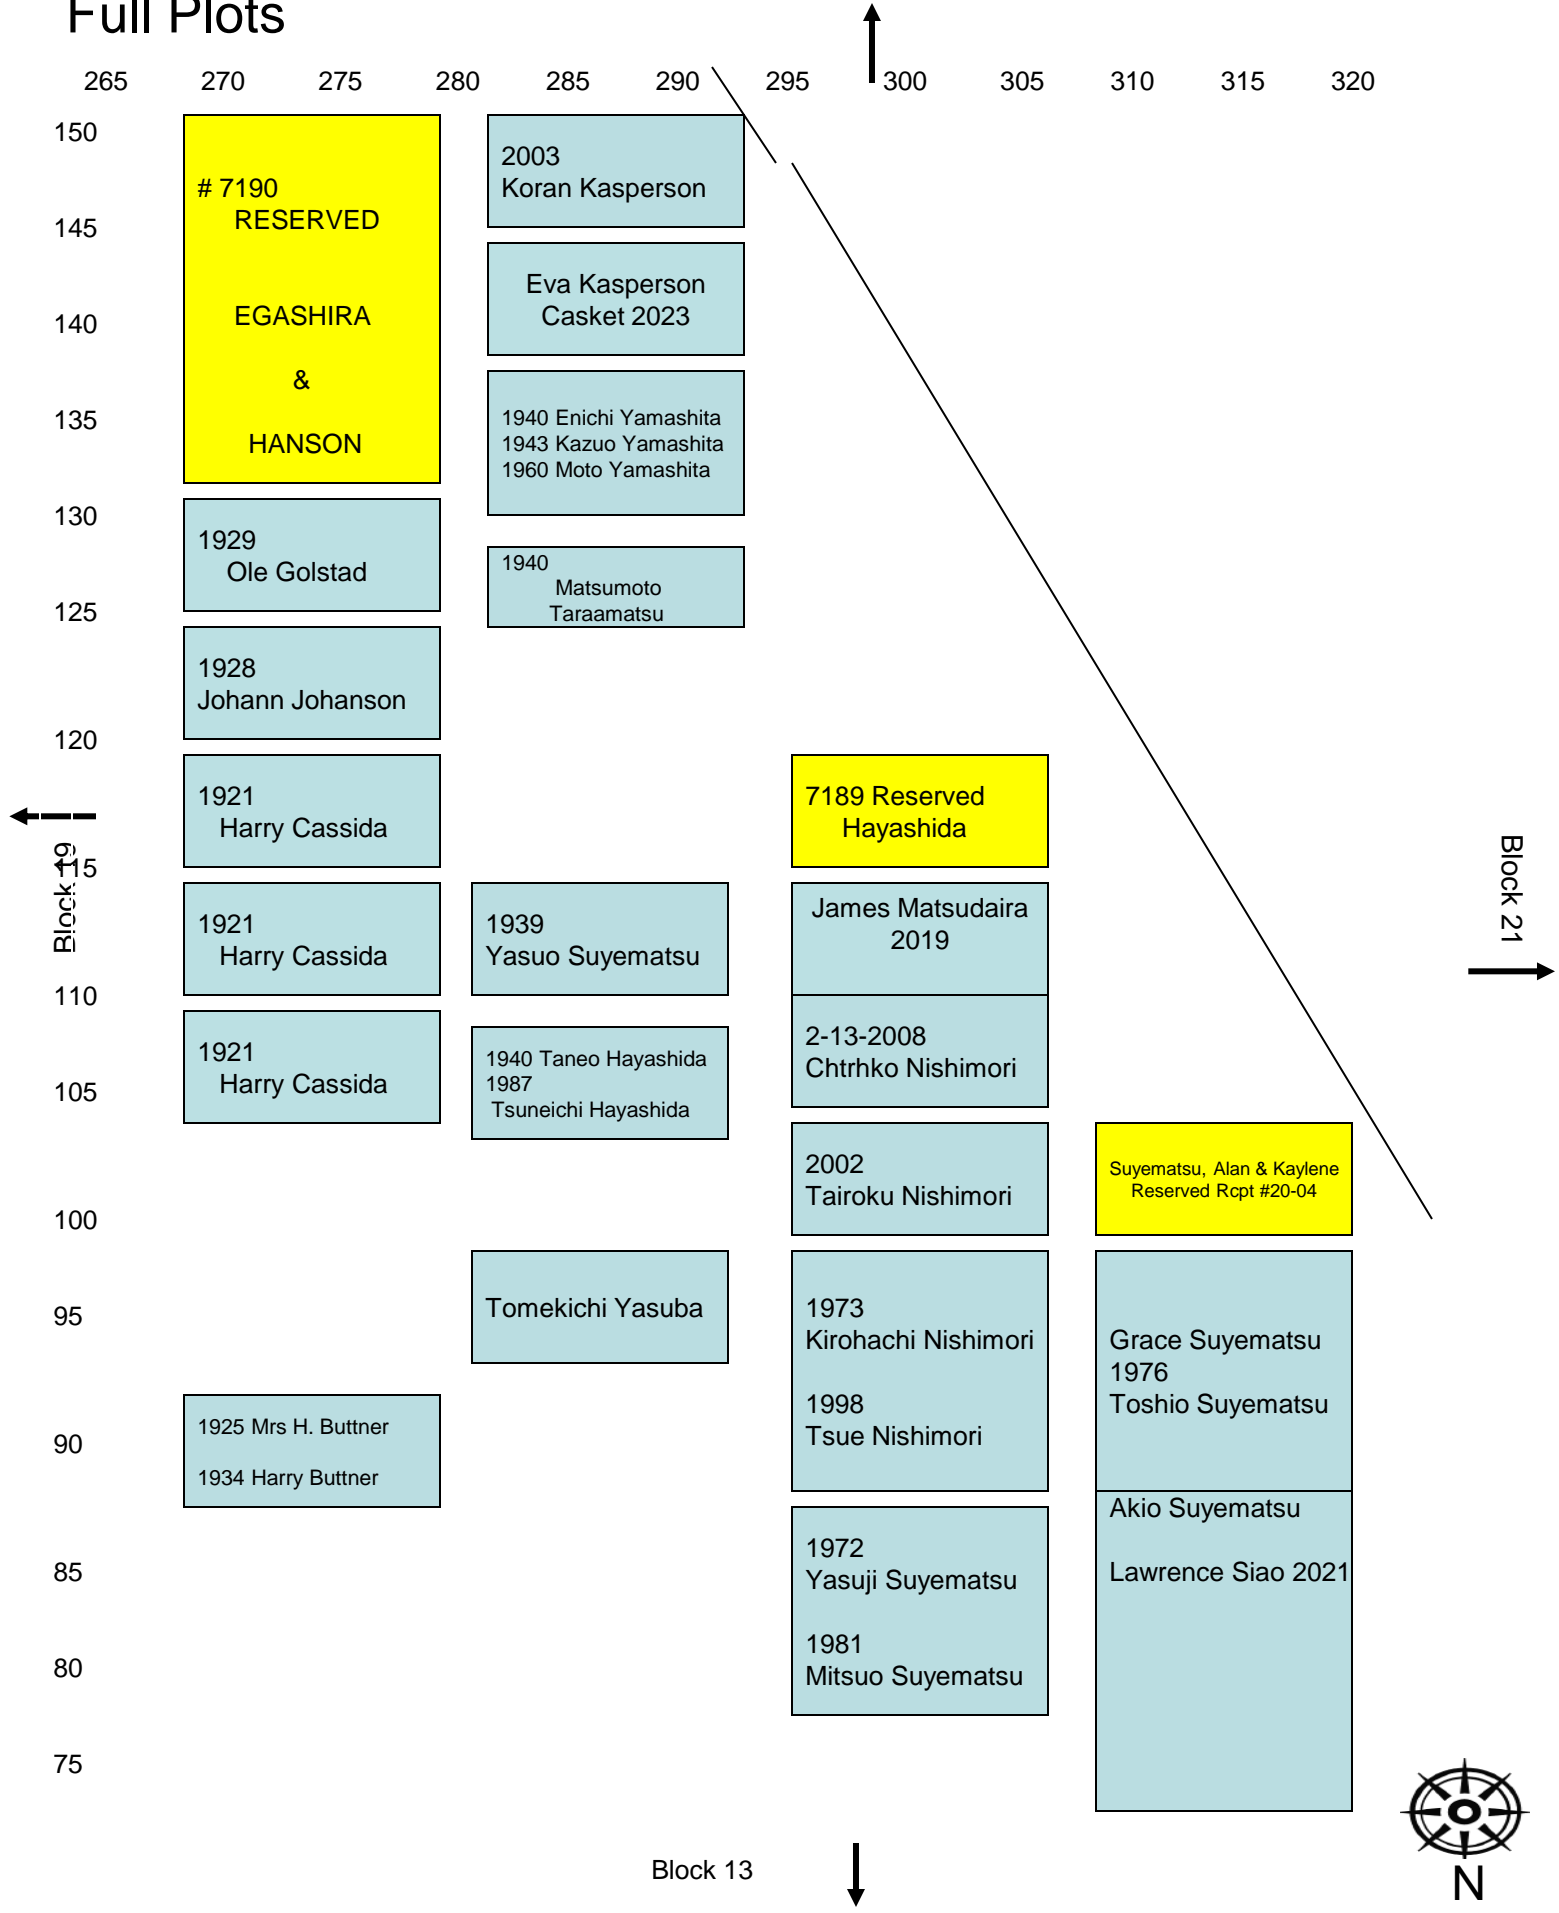 Full Plots
265 270 275 280 285 290 295 300 305 310 315 320
150
145
140
135
130
125
120
115
110
105
100
95
90
85
80
75
# 7190
RESERVED
EGASHIRA
&
HANSON
1929
Ole Golstad
1928
Johann Johanson
1921
Harry Cassida
1921
Harry Cassida
1921
Harry Cassida
1925 Mrs H. Buttner
1934 Harry Buttner
2003
Koran Kasperson
Eva Kasperson
Casket 2023
1940 Enichi Yamashita
1943 Kazuo Yamashita
1960 Moto Yamashita
1940
Matsumoto
Taraamatsu
1939
Yasuo Suyematsu
1940 Taneo Hayashida
1987
Tsuneichi Hayashida
Tomekichi Yasuba
7189 Reserved
Hayashida
James Matsudaira
2019
2-13-2008
Chtrhko Nishimori
2002
Tairoku Nishimori
1973
Kirohachi Nishimori
1998
Tsue Nishimori
1972
Yasuji Suyematsu
1981
Mitsuo Suyematsu
Suyematsu, Alan & Kaylene
Reserved Rcpt #20-04
Grace Suyematsu
1976
Toshio Suyematsu
Akio Suyematsu
Lawrence Siao 2021
Block 19
Block 21
Block 13
N